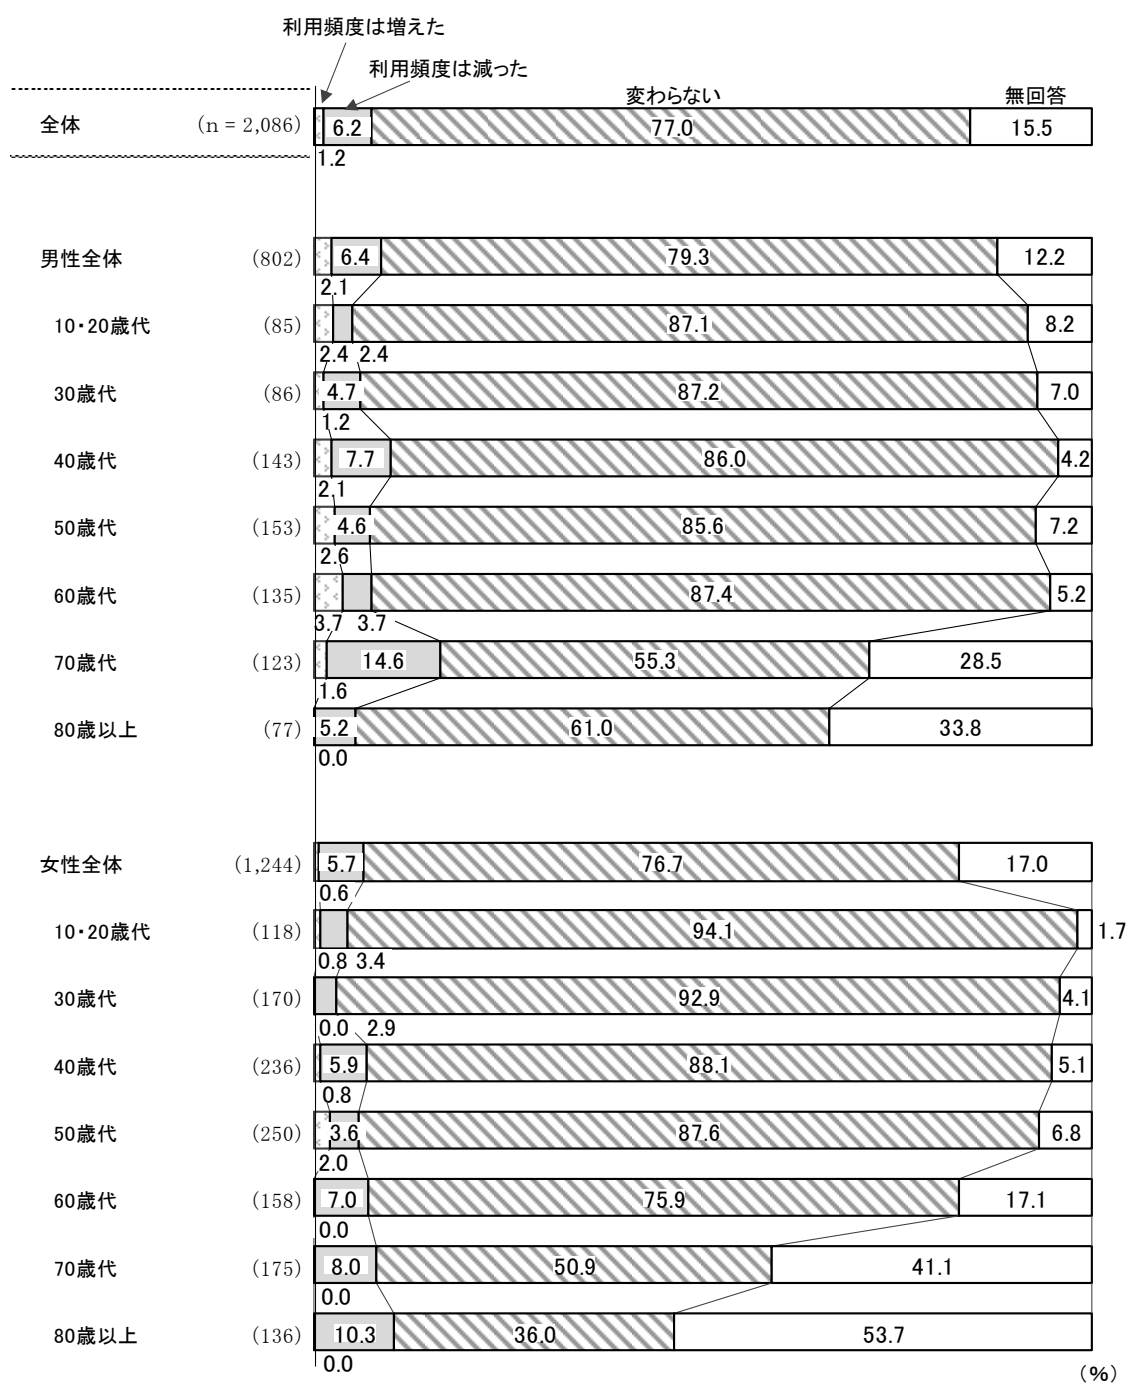 利用頻度は増えた
利用頻度は減った
変わらない 無回答
全体 (n = 2,086) 6.2 77.0 15.5
1.2
男性全体 (802) 6.4 79.3 12.2
2.1
10・20歳代 (85) 87.1 8.2
2.4 2.4
30歳代 (86) 4.7 87.2 7.0
1.2
40歳代 (143) 7.7 86.0 4.2
2.1
50歳代 (153) 4.6 85.6 7.2
2.6
60歳代 (135) 87.4 5.2
3.7 3.7
70歳代 (123) 14.6 55.3 28.5
1.6
80歳以上 (77) 5.2 61.0 33.8
0.0
女性全体 (1,244) 5.7 76.7 17.0
0.6
10・20歳代 (118) 94.1 1.7
0.8 3.4
30歳代 (170) 92.9 4.1
0.0 2.9
40歳代 (236) 5.9 88.1 5.1
0.8
50歳代 (250) 3.6 87.6 6.8
2.0
60歳代 (158) 7.0 75.9 17.1
0.0
70歳代 (175) 8.0 50.9 41.1
0.0
80歳以上 (136) 10.3 36.0 53.7
0.0
(%)